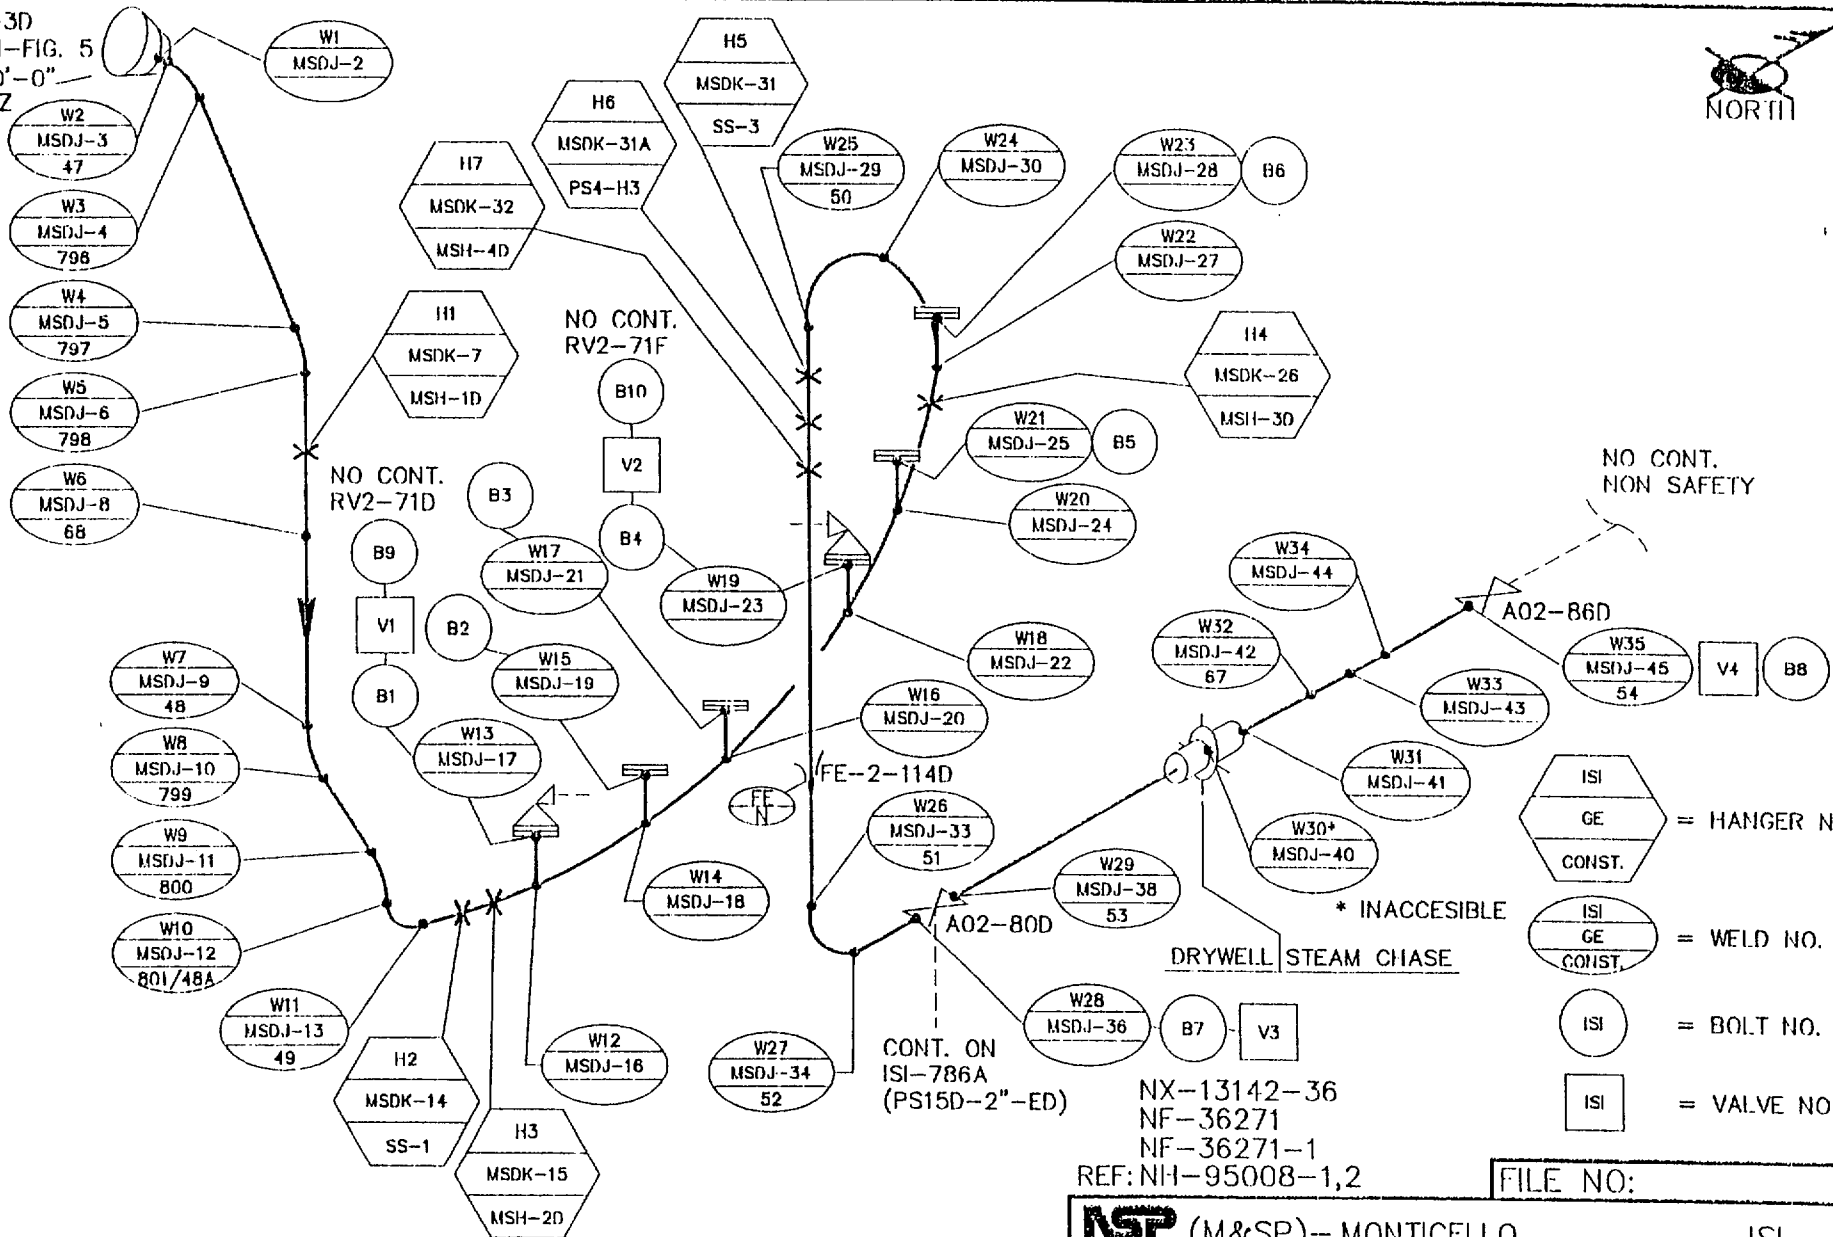 3D
FIG. 5
0'-0"
Z
W1
MSDJ-2
W2
MSDJ-3
47
W3
MSDJ-4
796
W4
MSDJ-5
797
W5
MSDJ-6
798
W6
MSDJ-8
68
W7
MSDJ-9
48
W8
MSDJ-10
799
W9
MSDJ-11
800
W10
MSDJ-12
801/48A
W11
MSDJ-13
49
H1
MSDK-7
MSH-1D
H2
MSDK-14
SS-1
H3
MSDK-15
MSH-2D
W12
MSDJ-16
NO CONT.
RV2-71D
B9
V1
B1
W13
MSDJ-17
W14
MSDJ-18
B2
W15
MSDJ-19
W16
MSDJ-20
B3
W17
MSDJ-21
NO CONT.
RV2-71F
B10
V2
B4
W19
MSDJ-23
W18
MSDJ-22
W20
MSDJ-24
W21
MSDJ-25
B5
H4
MSDK-26
MSH-3D
W22
MSDJ-27
W23
MSDJ-28
B6
W24
MSDJ-30
W25
MSDJ-29
50
H5
MSDK-31
SS-3
H6
MSDK-31A
PS4-H3
H7
MSDK-32
MSH-4D
FE-2-114D
FE
N
W26
MSDJ-33
51
W27
MSDJ-34
52
W28
MSDJ-36
B7
V3
A02-80D
CONT. ON
ISI-786A
(PS15D-2"-ED)
W29
MSDJ-38
53
W30*
MSDJ-40
* INACCESIBLE
DRYWELL STEAM CHASE
W31
MSDJ-41
W32
MSDJ-42
67
W33
MSDJ-43
W34
MSDJ-44
W35
MSDJ-45
54
V4
B8
A02-86D
NO CONT.
NON SAFETY
NORTH
ISI
GE
CONST.
= HANGER N
ISI
GE
CONST.
= WELD NO.
ISI
= BOLT NO.
ISI
= VALVE NO
NX-13142-36
NF-36271
NF-36271-1
REF: NH-95008-1,2
FILE NO:
NSP (M&SP)-- MONTICELLO
ISI